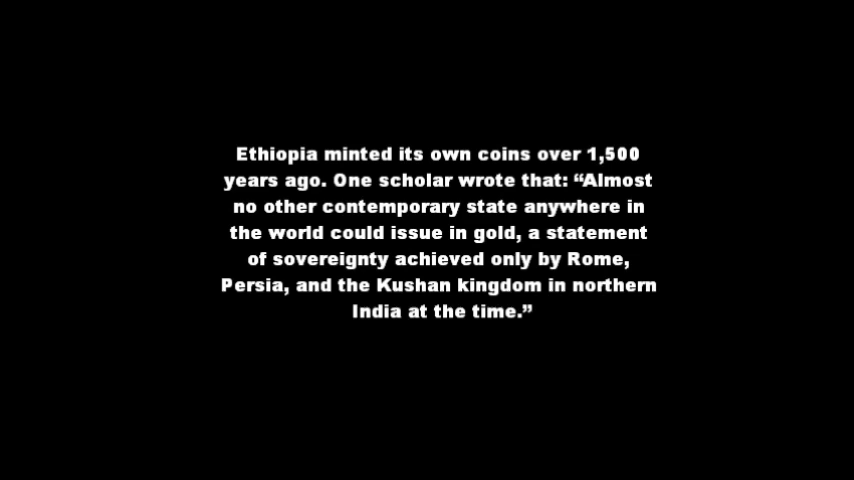 Ethiopia minted its own coins over 1,500
years ago. One scholar wrote that: “Almost
no other contemporary state anywhere in
the world could issue in gold, a statement
of sovereignty achieved only by Rome,
Persia, and the Kushan kingdom in northern
India at the time.”